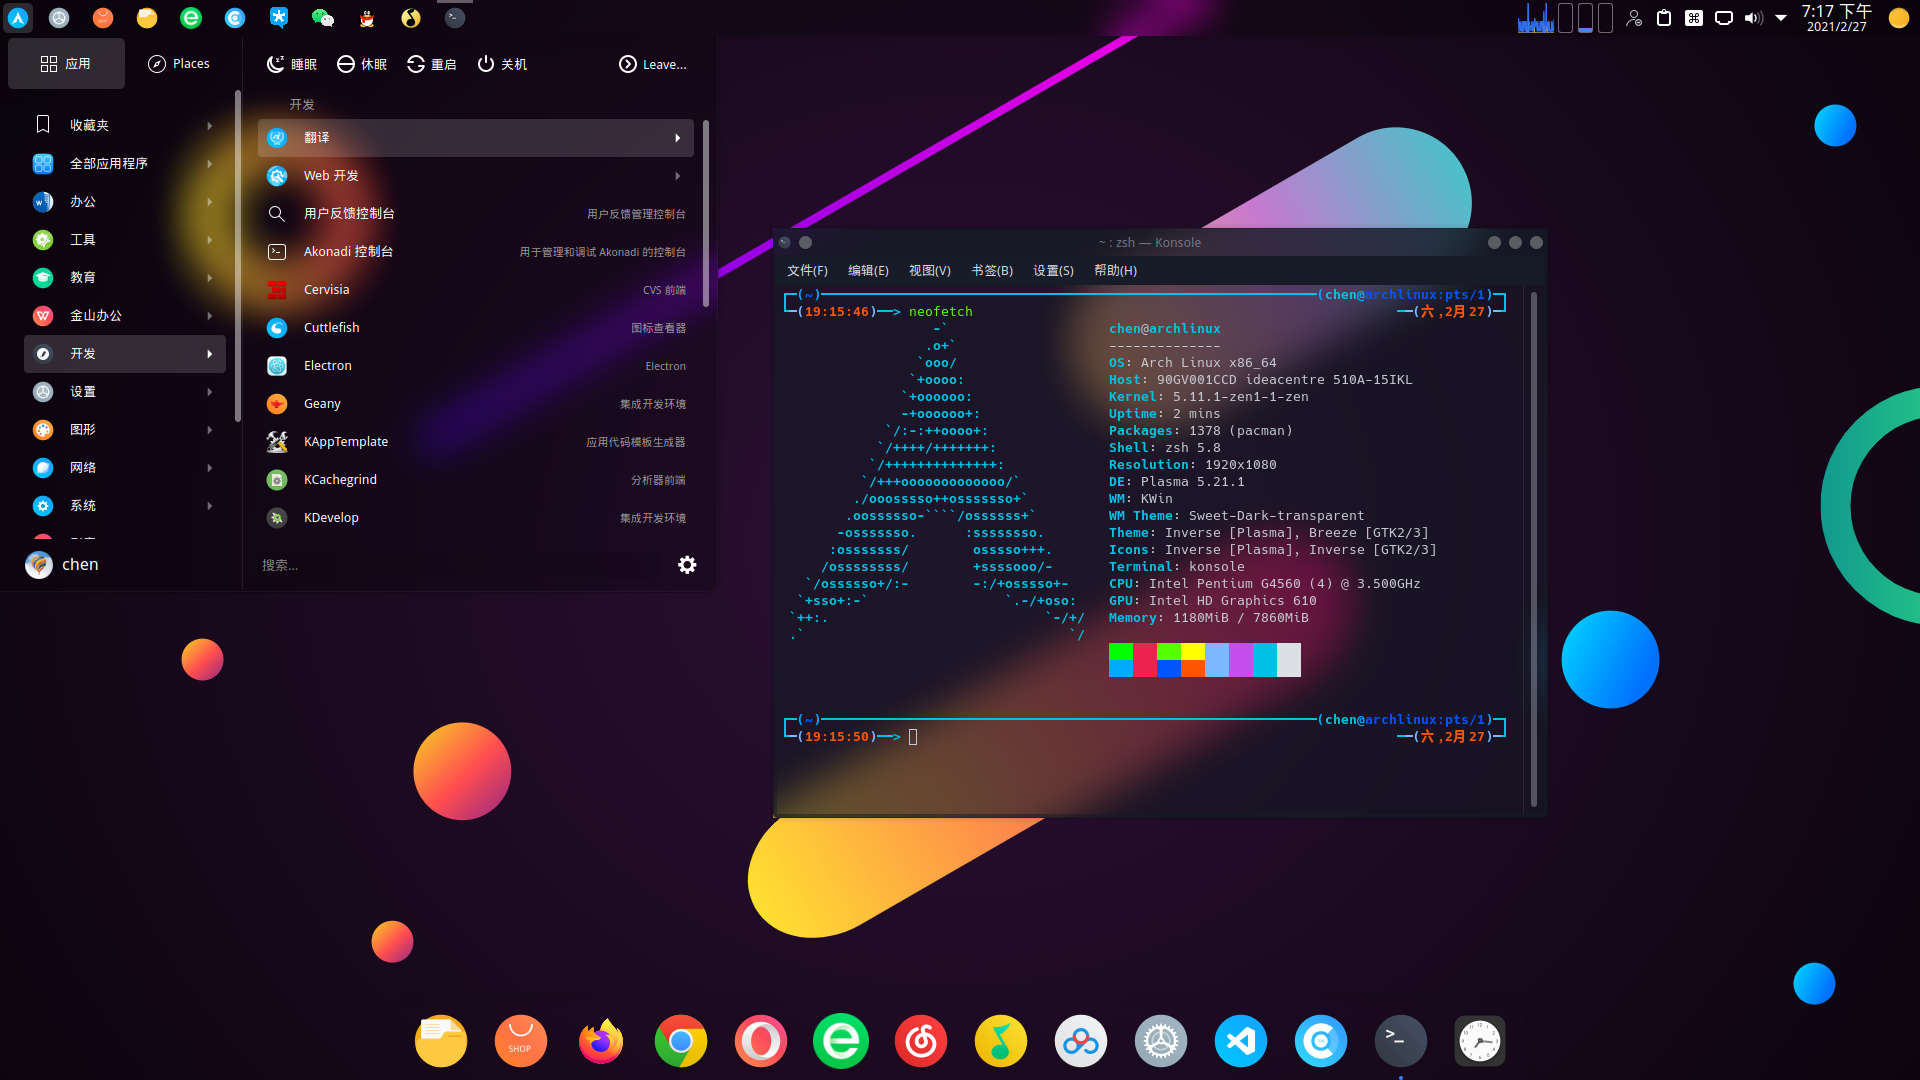 7:17 下午
2021/2/27
应用
Places
睡眠
休眠
重启
关机
Leave...
收藏夹
全部应用程序
办公
工具
教育
金山办公
开发
设置
图形
网络
系统
chen
开发
翻译
Web 开发
用户反馈控制台 用户反馈管理控制台
Akonadi 控制台 用于管理和调试 Akonadi 的控制台
Cervisia CVS 前端
Cuttlefish 图标查看器
Electron Electron
Geany 集成开发环境
KAppTemplate 应用代码模板生成器
KCachegrind 分析器前端
KDevelop 集成开发环境
搜索...
~ : zsh — Konsole
文件(F) 编辑(E) 视图(V) 书签(B) 设置(S) 帮助(H)
(~) (chen@archlinux:pts/1)
(19:15:46)──> neofetch (六 ,2月27)
chen@archlinux
--------------
OS: Arch Linux x86_64
Host: 90GV001CCD ideacentre 510A-15IKL
Kernel: 5.11.1-zen1-1-zen
Uptime: 2 mins
Packages: 1378 (pacman)
Shell: zsh 5.8
Resolution: 1920x1080
DE: Plasma 5.21.1
WM: KWin
WM Theme: Sweet-Dark-transparent
Theme: Inverse [Plasma], Breeze [GTK2/3]
Icons: Inverse [Plasma], Inverse [GTK2/3]
Terminal: konsole
CPU: Intel Pentium G4560 (4) @ 3.500GHz
GPU: Intel HD Graphics 610
Memory: 1180MiB / 7860MiB
(~) (chen@archlinux:pts/1)
(19:15:50)──> (六 ,2月27)
SHOP